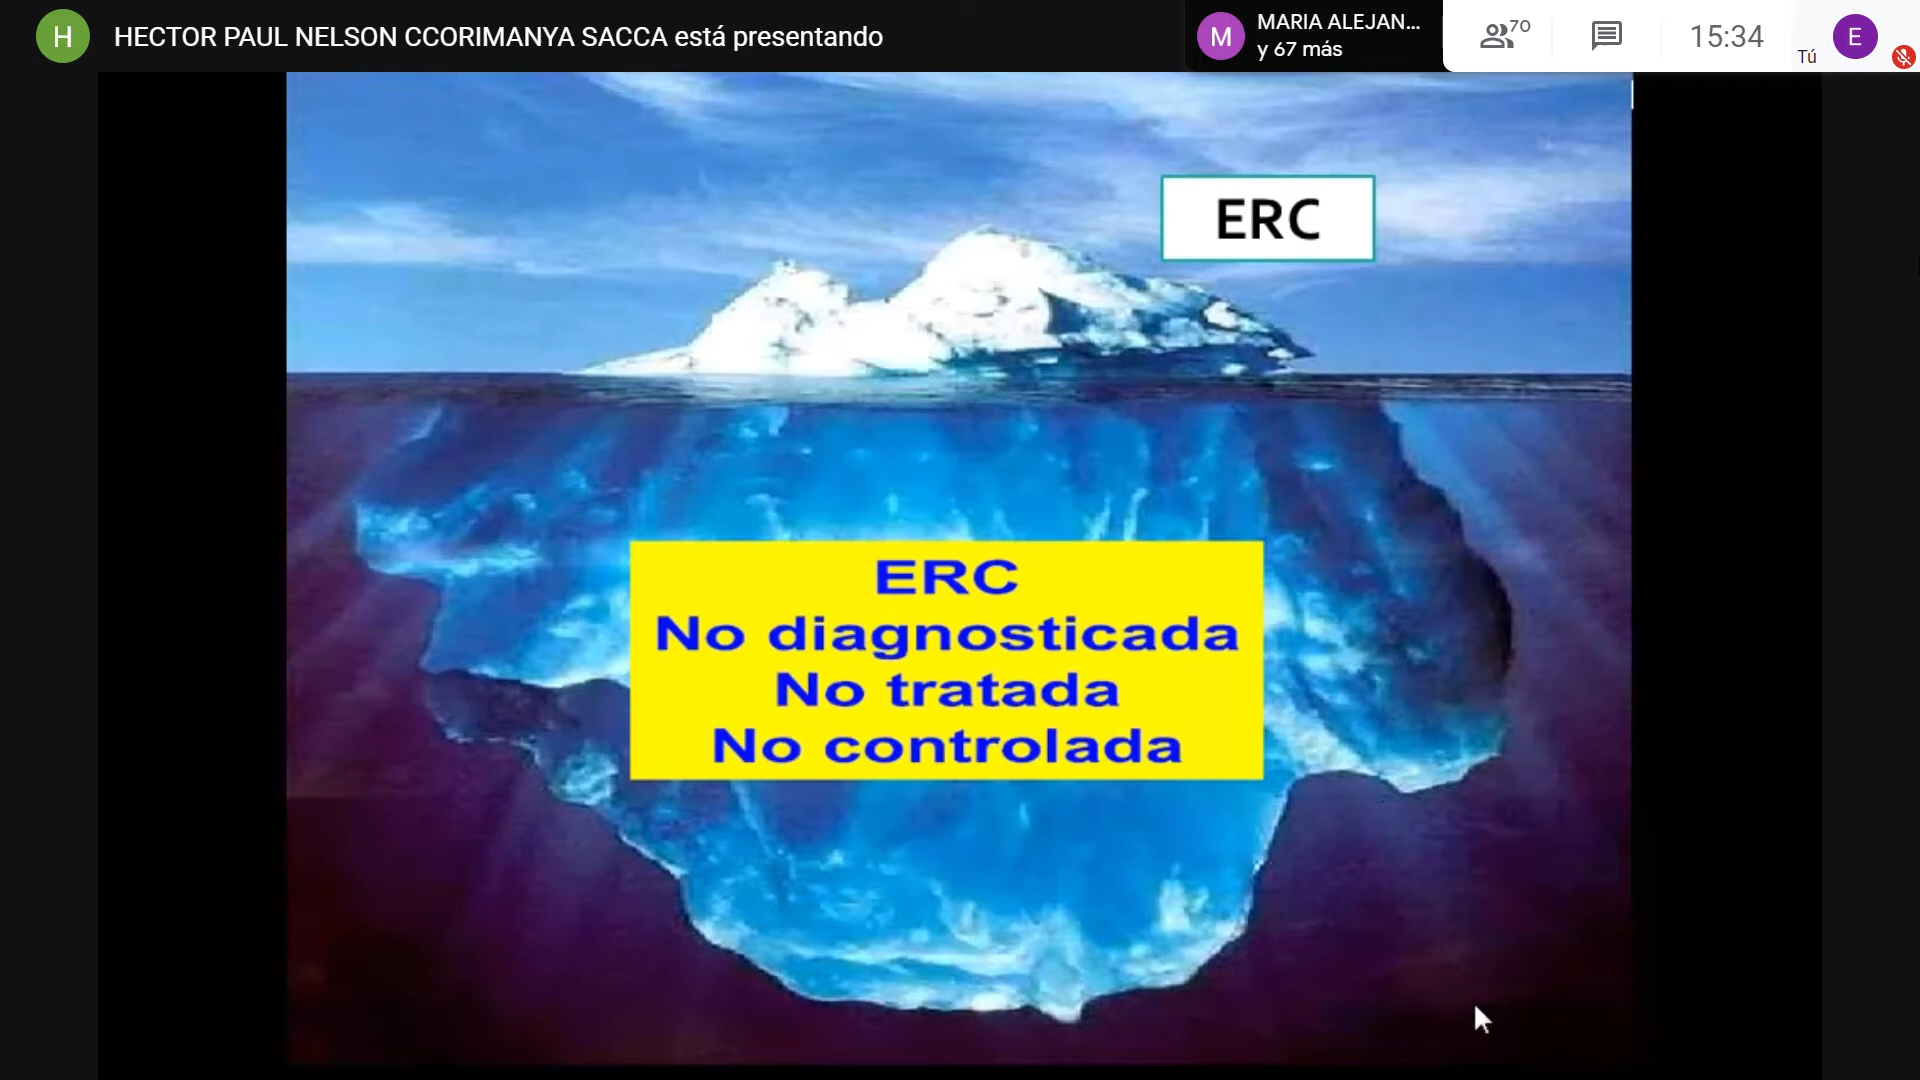 H
HECTOR PAUL NELSON CCORIMANYA SACCA está presentando
M
MARIA ALEJAN...
y 67 más
70
15:34
Tú
E
ERC
ERC
No diagnosticada
No tratada
No controlada